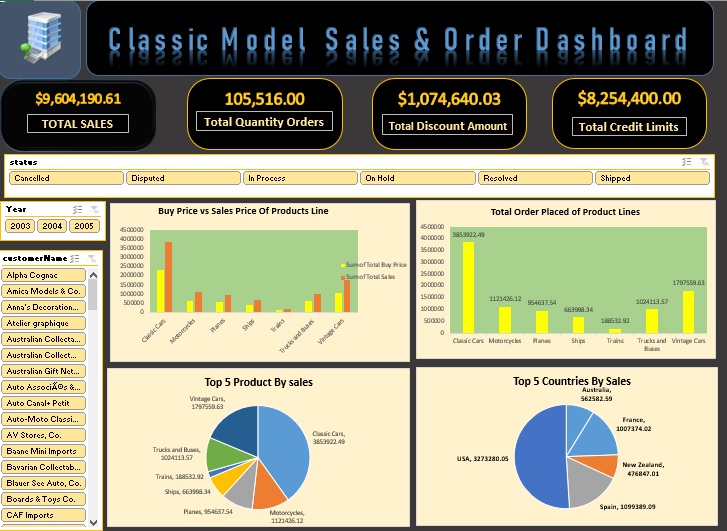 Classic Model Sales & Order Dashboard
$9,604,190.61
TOTAL SALES
105,516.00
Total Quantity Orders
$1,074,640.03
Total Discount Amount
$8,254,400.00
Total Credit Limits
status
Cancelled
Disputed
In Process
On Hold
Resolved
Shipped
Year
2003
2004
2005
customerName
Alpha Cognac
Amica Models & Co.
Anna's Decoration...
Atelier graphique
Australian Collecta...
Australian Collect...
Australian Gift Net...
Auto AssociÃ©s &...
Auto Canal+ Petit
Auto-Moto Classi...
AV Stores, Co.
Baane Mini Imports
Bavarian Collectab...
Blauer See Auto, Co.
Boards & Toys Co.
CAF Imports
Buy Price vs Sales Price Of Products Line
4500000
4000000
3500000
3000000
2500000
2000000
1500000
1000000
500000
0
Classic Cars
Motorcycles
Planes
Ships
Trains
Trucks and Buses
Vintage Cars
Sum of Total Buy Price
Sum of Total Sales
Total Order Placed of Product Lines
4500000
4000000
3500000
3000000
2500000
2000000
1500000
1000000
500000
0
3853922.49
1121426.12
954637.54
663998.34
188532.92
1024113.57
1797559.63
Classic Cars
Motorcycles
Planes
Ships
Trains
Trucks and
Buses
Vintage Cars
Top 5 Product By sales
Vintage Cars,
1797559.63
Classic Cars,
3853922.49
Trucks and Buses,
1024113.57
Trains, 188532.92
Ships, 663998.34
Planes, 954637.54
Motorcycles,
1121426.12
Top 5 Countries By Sales
Australia,
562582.59
France,
1007374.02
USA, 3273280.05
New Zealand,
476847.01
Spain, 1099389.09